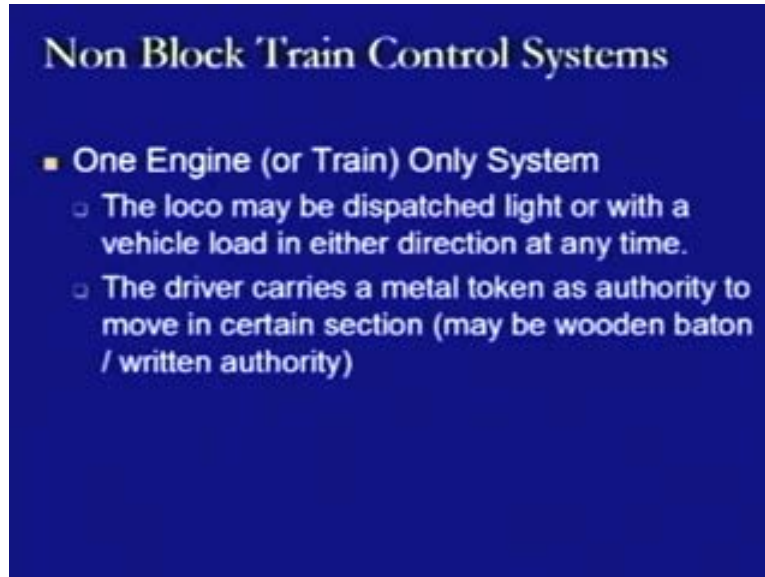 Non Block Train Control Systems
One Engine (or Train) Only System
The loco may be dispatched light or with a
vehicle load in either direction at any time.
The driver carries a metal token as authority to
move in certain section (may be wooden baton
/ written authority)